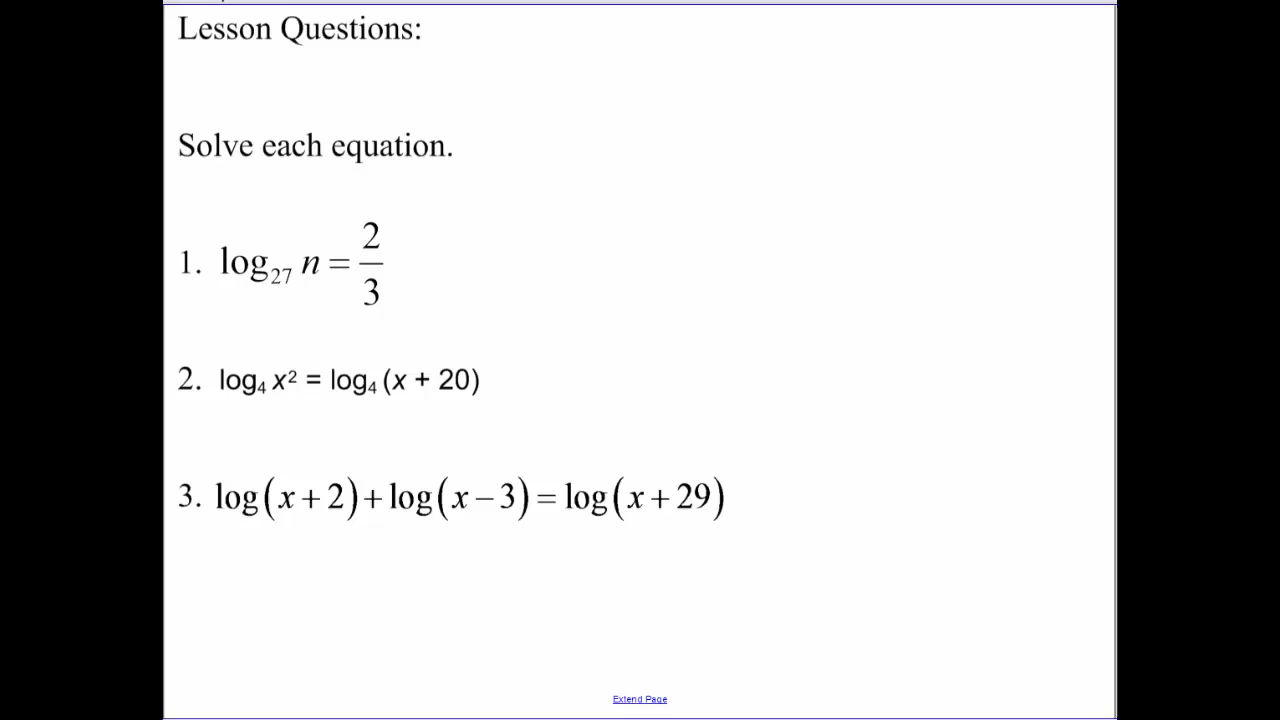 Lesson Questions:
Solve each equation.
1. log₂₇ n = 2/3
2. log₄ x² = log₄ (x + 20)
3. log(x + 2) + log(x − 3) = log(x + 29)
Extend Page